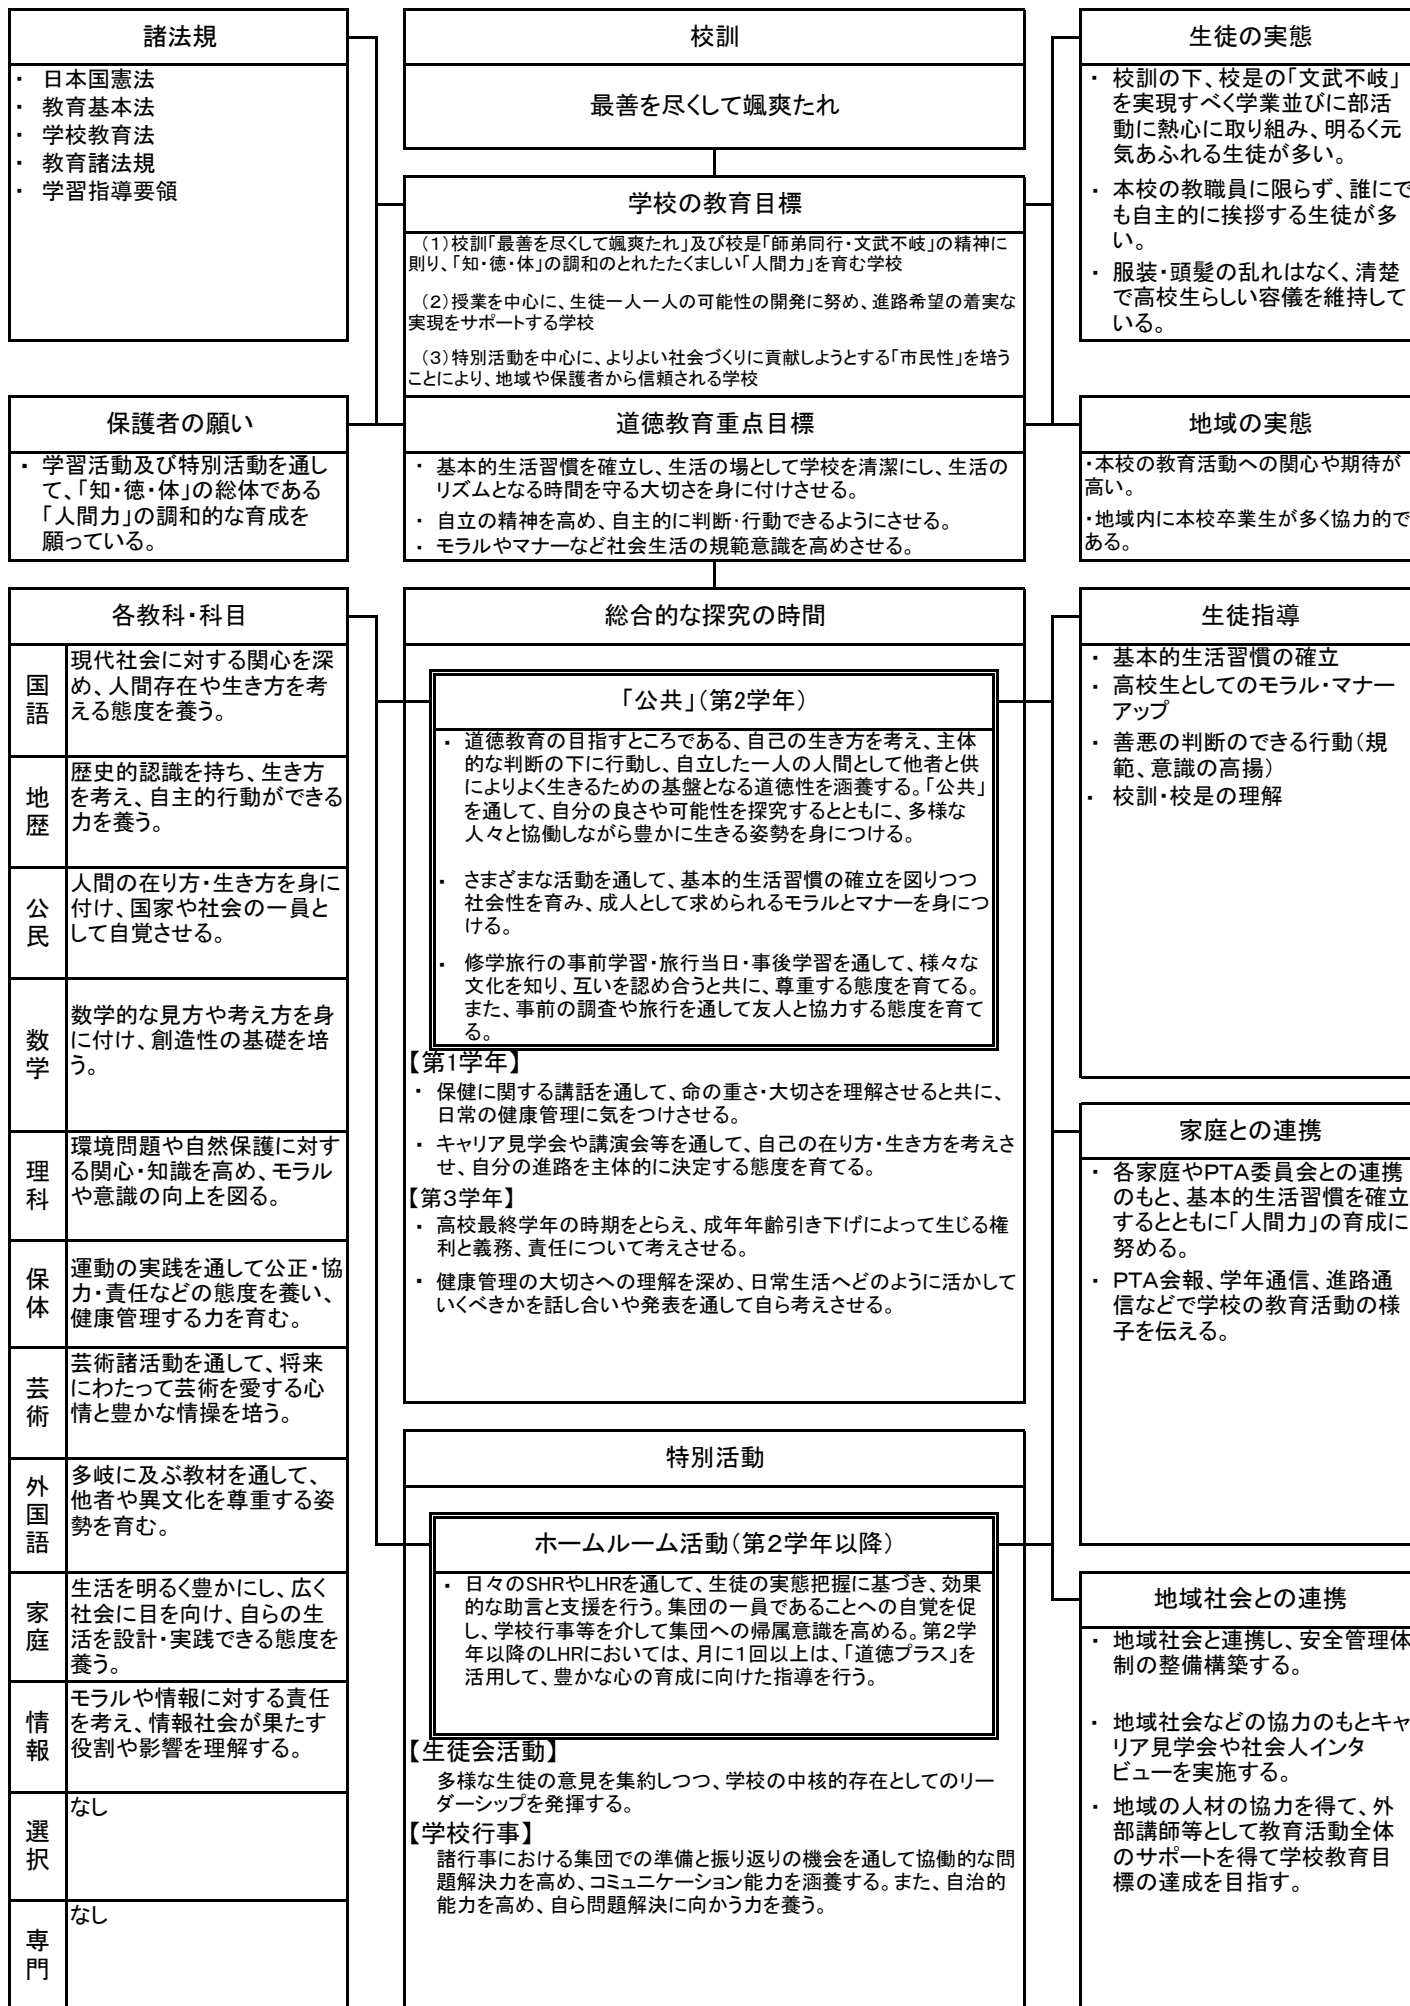 諸法規
・ 日本国憲法
・ 教育基本法
・ 学校教育法
・ 教育諸法規
・ 学習指導要領
校訓
最善を尽くして颯爽たれ
生徒の実態
・ 校訓の下、校是の「文武不岐」
を実現すべく学業並びに部活
動に熱心に取り組み、明るく元
気あふれる生徒が多い。
・ 本校の教職員に限らず、誰にで
も自主的に挨拶する生徒が多
い。
・ 服装・頭髪の乱れはなく、清楚
で高校生らしい容儀を維持して
いる。
学校の教育目標
(1)校訓「最善を尽くして颯爽たれ」及び校是「師弟同行・文武不岐」の精神に
則り、「知・徳・体」の調和のとれたたくましい「人間力」を育む学校
(2)授業を中心に、生徒一人一人の可能性の開発に努め、進路希望の着実な
実現をサポートする学校
(3)特別活動を中心に、よりよい社会づくりに貢献しようとする「市民性」を培う
ことにより、地域や保護者から信頼される学校
保護者の願い
・ 学習活動及び特別活動を通し
て、「知・徳・体」の総体である
「人間力」の調和的な育成を
願っている。
道徳教育重点目標
・ 基本的生活習慣を確立し、生活の場として学校を清潔にし、生活の
リズムとなる時間を守る大切さを身に付けさせる。
・ 自立の精神を高め、自主的に判断・行動できるようにさせる。
・ モラルやマナーなど社会生活の規範意識を高めさせる。
地域の実態
・本校の教育活動への関心や期待が
高い。
・地域内に本校卒業生が多く協力的で
ある。
各教科・科目
国語
現代社会に対する関心を深
め、人間存在や生き方を考
える態度を養う。
地歴
歴史的認識を持ち、生き方
を考え、自主的行動ができる
力を養う。
公民
人間の在り方・生き方を身に
付け、国家や社会の一員と
して自覚させる。
数学
数学的な見方や考え方を身
に付け、創造性の基礎を培
う。
理科
環境問題や自然保護に対す
る関心・知識を高め、モラル
や意識の向上を図る。
保体
運動の実践を通して公正・協
力・責任などの態度を養い、
健康管理する力を育む。
芸術
芸術諸活動を通して、将来
にわたって芸術を愛する心
情と豊かな情操を培う。
外国語
多岐に及ぶ教材を通して、
他者や異文化を尊重する姿
勢を育む。
家庭
生活を明るく豊かにし、広く
社会に目を向け、自らの生
活を設計・実践できる態度を
養う。
情報
モラルや情報に対する責任
を考え、情報社会が果たす
役割や影響を理解する。
選択
なし
専門
なし
総合的な探究の時間
「公共」(第2学年)
・ 道徳教育の目指すところである、自己の生き方を考え、主体
的な判断の下に行動し、自立した一人の人間として他者と供
によりよく生きるための基盤となる道徳性を涵養する。「公共」
を通して、自分の良さや可能性を探究するとともに、多様な
人々と協働しながら豊かに生きる姿勢を身につける。
・ さまざまな活動を通して、基本的生活習慣の確立を図りつつ
社会性を育み、成人として求められるモラルとマナーを身につ
ける。
・ 修学旅行の事前学習・旅行当日・事後学習を通して、様々な
文化を知り、互いを認め合うと共に、尊重する態度を育てる。
また、事前の調査や旅行を通して友人と協力する態度を育て
る。
【第1学年】
・ 保健に関する講話を通して、命の重さ・大切さを理解させると共に、
日常の健康管理に気をつけさせる。
・ キャリア見学会や講演会等を通して、自己の在り方・生き方を考えさ
せ、自分の進路を主体的に決定する態度を育てる。
【第3学年】
・ 高校最終学年の時期をとらえ、成年年齢引き下げによって生じる権
利と義務、責任について考えさせる。
・ 健康管理の大切さへの理解を深め、日常生活へどのように活かして
いくべきかを話し合いや発表を通して自ら考えさせる。
特別活動
ホームルーム活動(第2学年以降)
・ 日々のSHRやLHRを通して、生徒の実態把握に基づき、効果
的な助言と支援を行う。集団の一員であることへの自覚を促
し、学校行事等を介して集団への帰属意識を高める。第2学
年以降のLHRにおいては、月に1回以上は、「道徳プラス」を
活用して、豊かな心の育成に向けた指導を行う。
【生徒会活動】
多様な生徒の意見を集約しつつ、学校の中核的存在としてのリー
ダーシップを発揮する。
【学校行事】
諸行事における集団での準備と振り返りの機会を通して協働的な問
題解決力を高め、コミュニケーション能力を涵養する。また、自治的
能力を高め、自ら問題解決に向かう力を養う。
生徒指導
・ 基本的生活習慣の確立
・ 高校生としてのモラル・マナー
アップ
・ 善悪の判断のできる行動(規
範、意識の高揚)
・ 校訓・校是の理解
家庭との連携
・ 各家庭やPTA委員会との連携
のもと、基本的生活習慣を確立
するとともに「人間力」の育成に
努める。
・ PTA会報、学年通信、進路通
信などで学校の教育活動の様
子を伝える。
地域社会との連携
・ 地域社会と連携し、安全管理体
制の整備構築する。
・ 地域社会などの協力のもとキャ
リア見学会や社会人インタ
ビューを実施する。
・ 地域の人材の協力を得て、外
部講師等として教育活動全体
のサポートを得て学校教育目
標の達成を目指す。